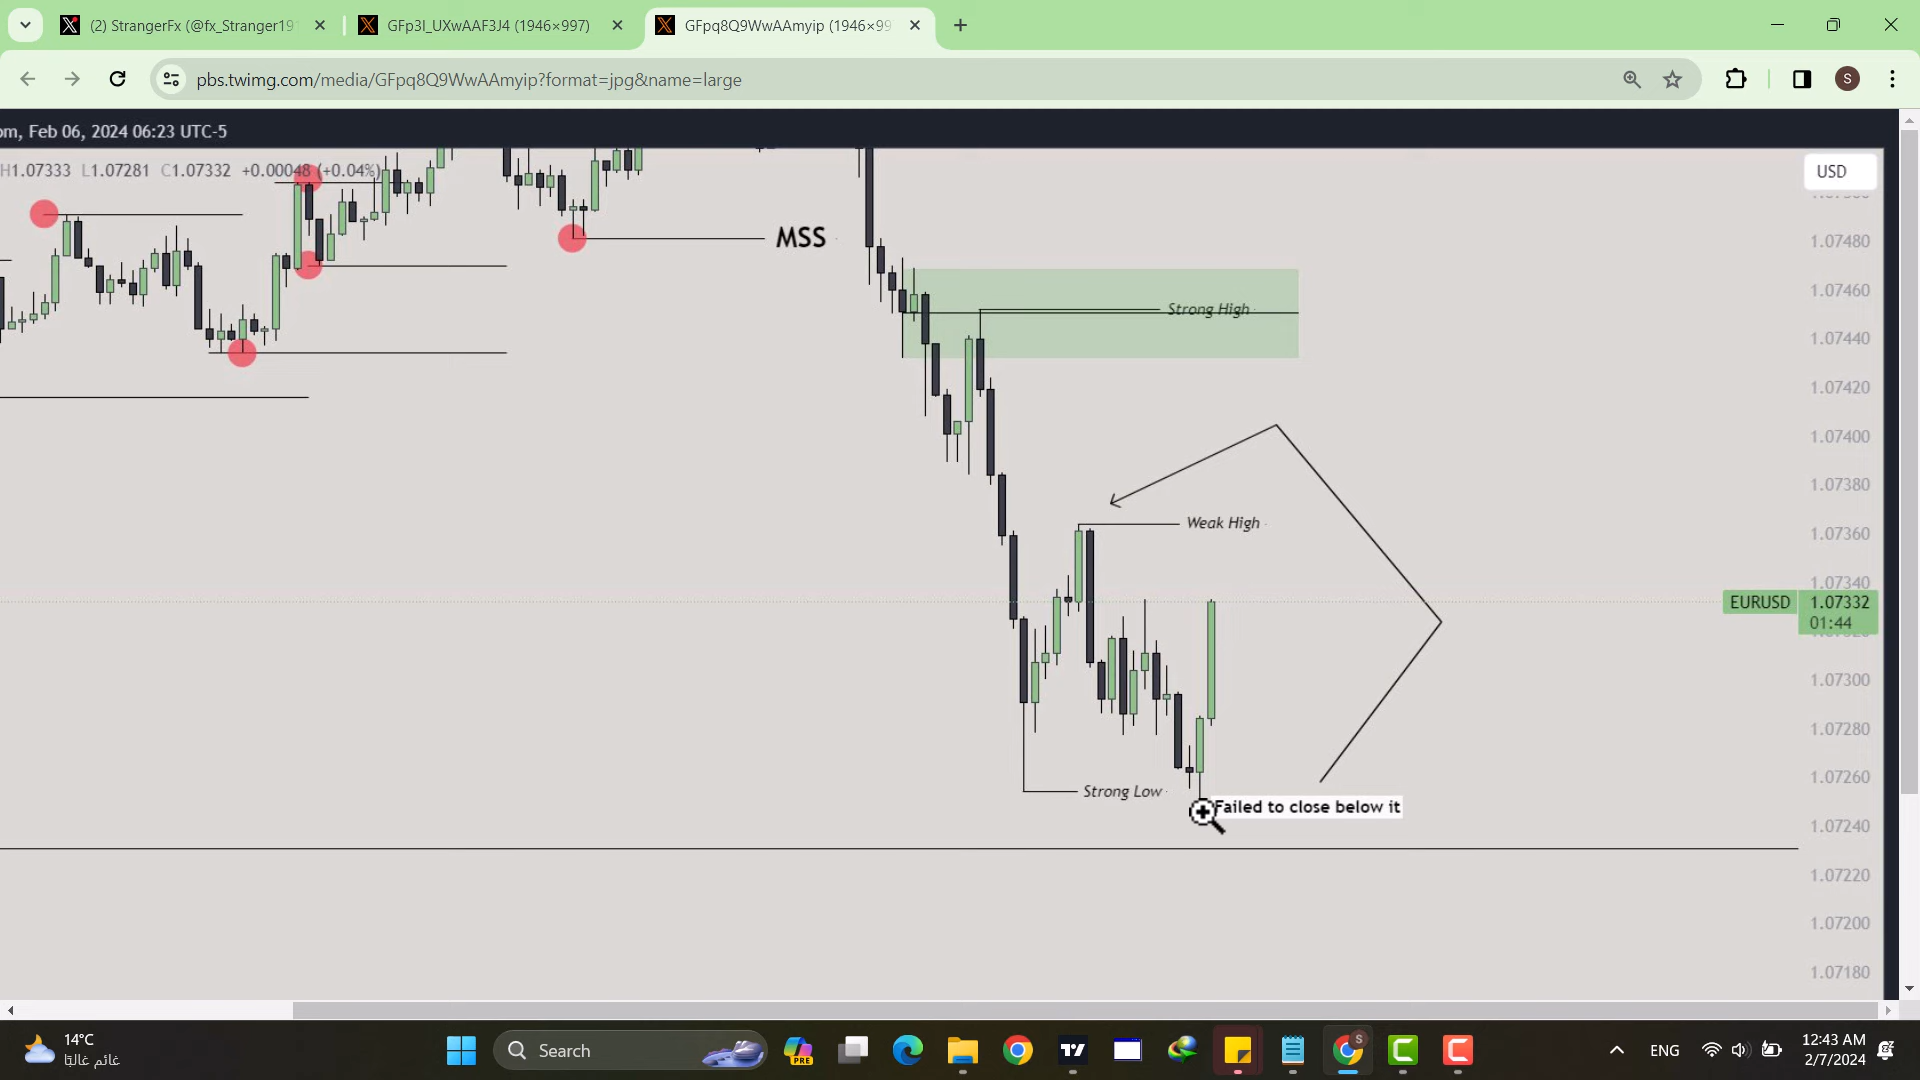 (2) StrangerFx (@fx_Stranger191
GFp3I_UXwAAF3J4 (1946×997)
GFpq8Q9WwAAmyip (1946×99
pbs.twimg.com/media/GFpq8Q9WwAAmyip?format=jpg&name=large
S
om, Feb 06, 2024 06:23 UTC-5
H1.07333 L1.07281 C1.07332 +0.00048 (+0.04%)
USD
1.07480
MSS
1.07460
Strong High
1.07440
1.07420
1.07400
1.07380
Weak High
1.07360
1.07340
EURUSD 1.07332
01:44
1.07300
1.07280
1.07260
Strong Low
Failed to close below it
1.07240
1.07220
1.07200
1.07180
14°C
غائم غالبًا
Search
PRE
ENG
12:43 AM
2/7/2024